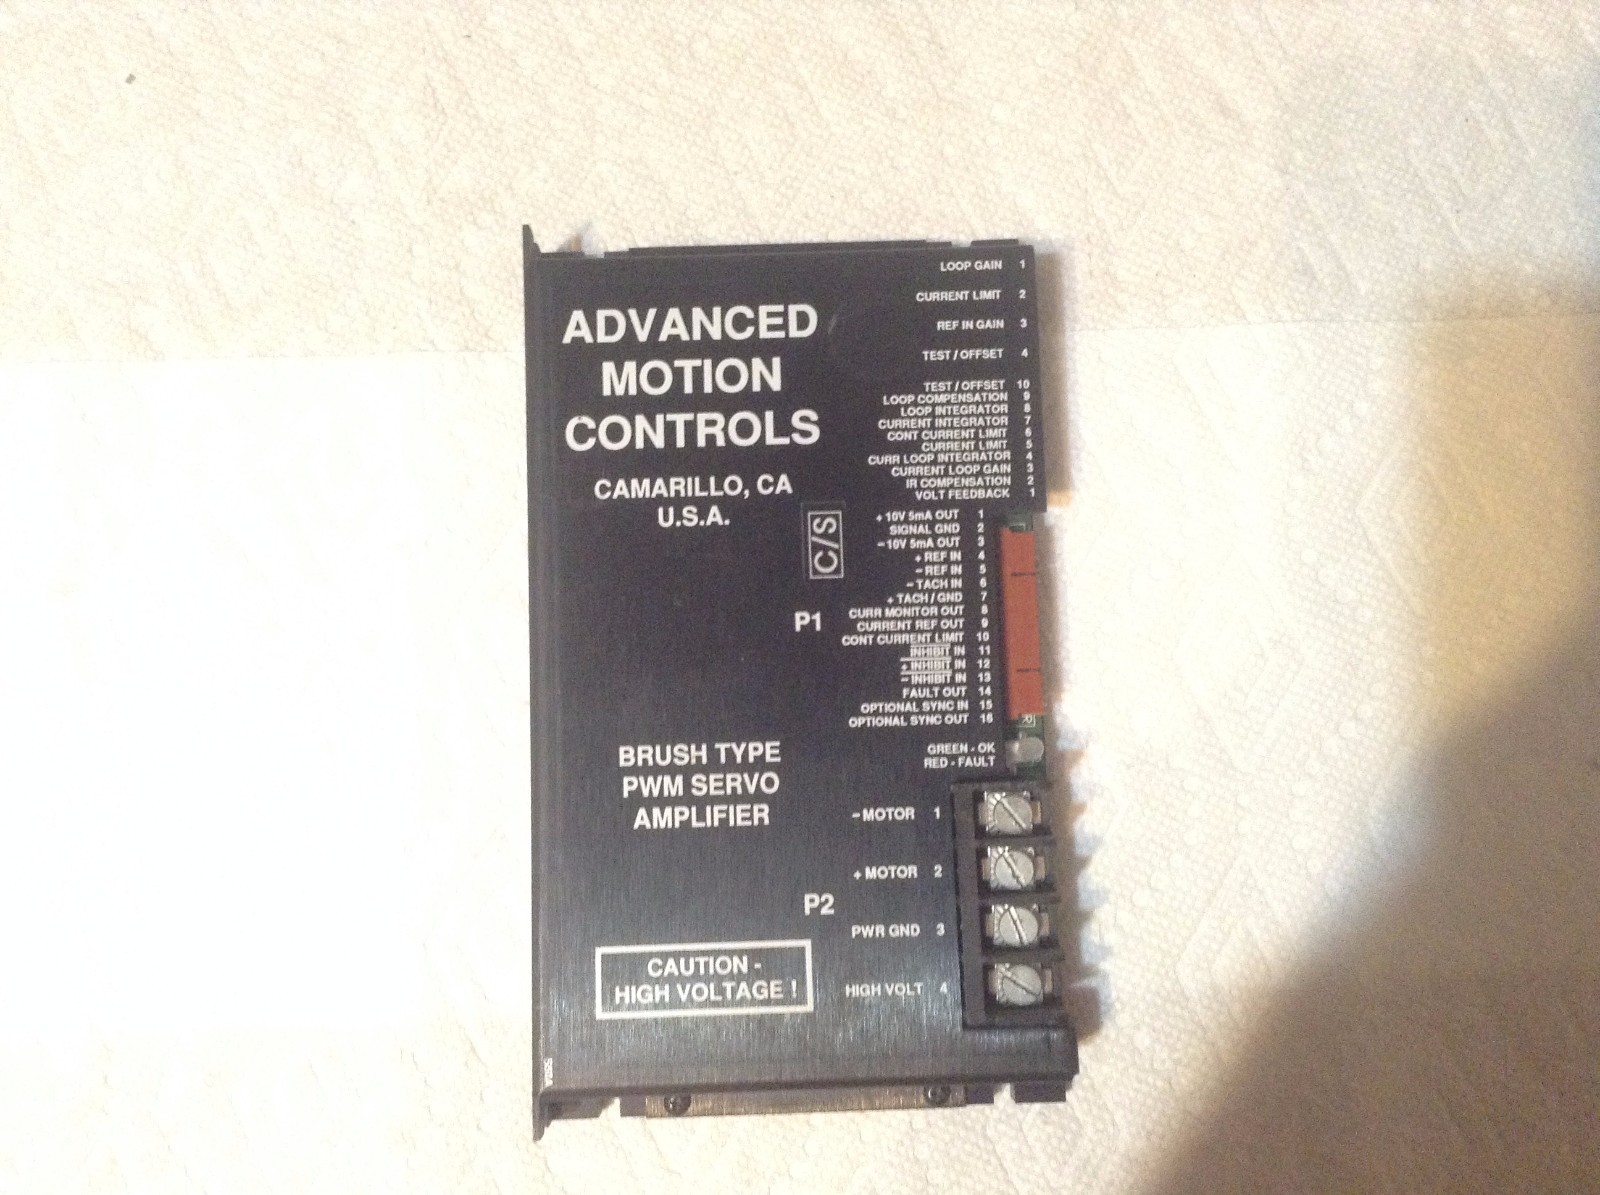 ADVANCED
MOTION
CONTROLS
CAMARILLO, CA
U.S.A.
C/S
LOOP GAIN 1
CURRENT LIMIT 2
REF IN GAIN 3
TEST / OFFSET 4
TEST / OFFSET 10
LOOP COMPENSATION 9
LOOP INTEGRATOR 8
CURRENT INTEGRATOR 7
CONT CURRENT LIMIT 6
CURRENT LIMIT 5
CURR LOOP INTEGRATOR 4
CURRENT LOOP GAIN 3
IR COMPENSATION 2
VOLT FEEDBACK 1
P1
+ 10V 5mA OUT 1
SIGNAL GND 2
- 10V 5mA OUT 3
+ REF IN 4
- REF IN 5
- TACH IN 6
+ TACH / GND 7
CURR MONITOR OUT 8
CURRENT REF OUT 9
CONT CURRENT LIMIT 10
INHIBIT IN 11
+ INHIBIT IN 12
- INHIBIT IN 13
FAULT OUT 14
OPTIONAL SYNC IN 15
OPTIONAL SYNC OUT 16
GREEN - OK
RED - FAULT
BRUSH TYPE
PWM SERVO
AMPLIFIER
P2
- MOTOR 1
+ MOTOR 2
PWR GND 3
HIGH VOLT 4
CAUTION -
HIGH VOLTAGE !